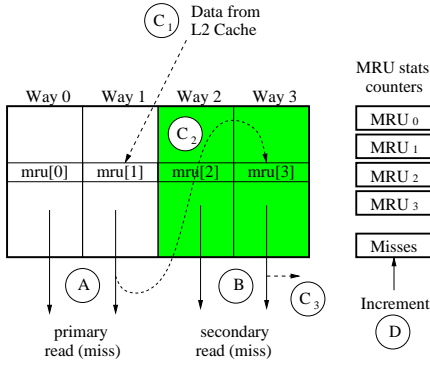 C1
Data from
L2 Cache
Way 0 Way 1 Way 2 Way 3
C2
mru[0] mru[1] mru[2] mru[3]
A
B
C3
primary
read (miss)
secondary
read (miss)
MRU stats
counters
MRU 0
MRU 1
MRU 2
MRU 3
Misses
Increment
D